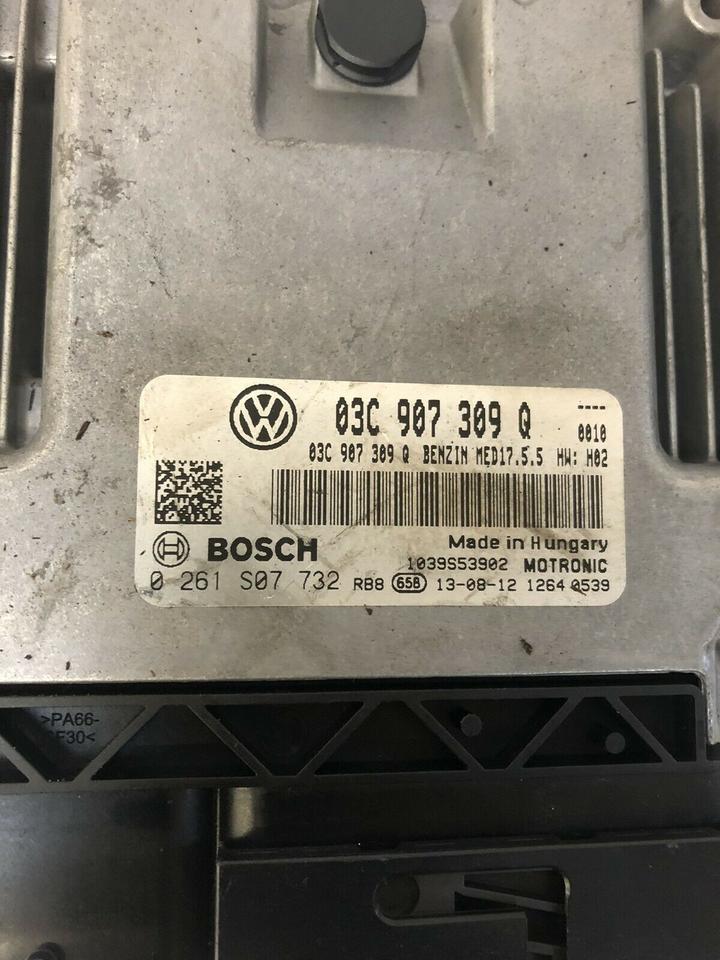 03C 907 309 Q ----
0010
03C 907 309 Q BENZIN MED17.5.5 HW: H02
BOSCH
Made in Hungary
1039S53902 MOTRONIC
0 261 S07 732 RB8 658 13-08-12 1264 0539
>PA66-
F30<